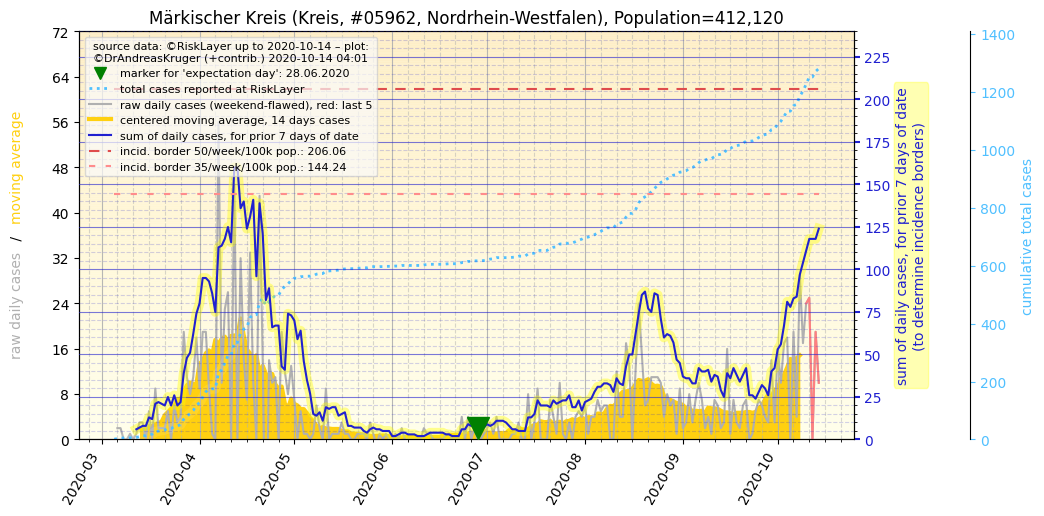 Märkischer Kreis (Kreis, #05962, Nordrhein-Westfalen), Population=412,120
source data: ©RiskLayer up to 2020-10-14 – plot:
©DrAndreasKruger (+contrib.) 2020-10-14 04:01
marker for 'expectation day': 28.06.2020
total cases reported at RiskLayer
raw daily cases (weekend-flawed), red: last 5
centered moving average, 14 days cases
sum of daily cases, for prior 7 days of date
incid. border 50/week/100k pop.: 206.06
incid. border 35/week/100k pop.: 144.24
raw daily cases / moving average
72
64
56
48
40
32
24
16
8
0
2020-03
2020-04
2020-05
2020-06
2020-07
2020-08
2020-09
2020-10
225
200
175
150
125
100
75
50
25
0
sum of daily cases, for prior 7 days of date
(to determine incidence borders)
1400
1200
1000
800
600
400
200
0
cumulative total cases